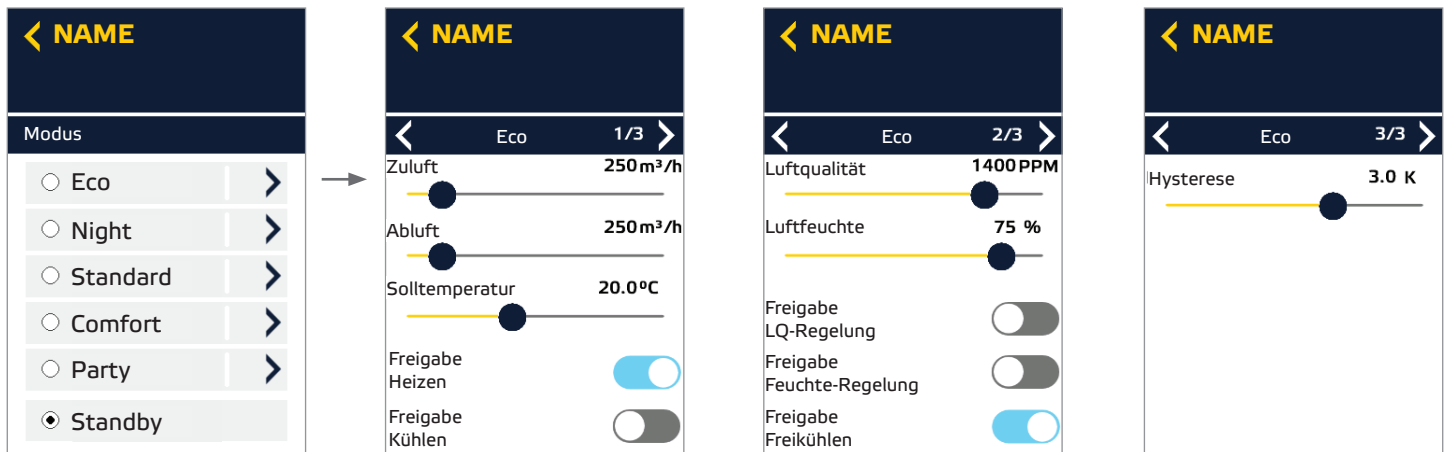 NAME
Modus
Eco
Night
Standard
Comfort
Party
Standby
NAME
Eco 1/3
Zuluft 250 m³/h
Abluft 250 m³/h
Solltemperatur 20.0ºC
Freigabe
Heizen
Freigabe
Kühlen
NAME
Eco 2/3
Luftqualität 1400 PPM
Luftfeuchte 75 %
Freigabe
LQ-Regelung
Freigabe
Feuchte-Regelung
Freigabe
Freikühlen
NAME
Eco 3/3
Hysterese 3.0 K